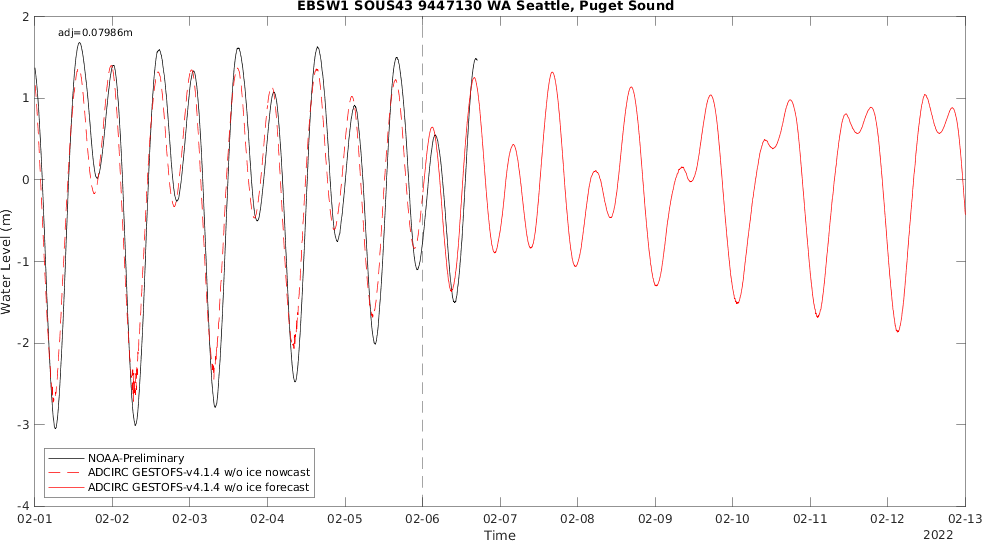 EBSW1 SOUS43 9447130 WA Seattle, Puget Sound
adj=0.07986m
2
1
0
-1
-2
-3
-4
Water Level (m)
NOAA-Preliminary
ADCIRC GESTOFS-v4.1.4 w/o ice nowcast
ADCIRC GESTOFS-v4.1.4 w/o ice forecast
02-01 02-02 02-03 02-04 02-05 02-06 02-07 02-08 02-09 02-10 02-11 02-12 02-13
Time
2022